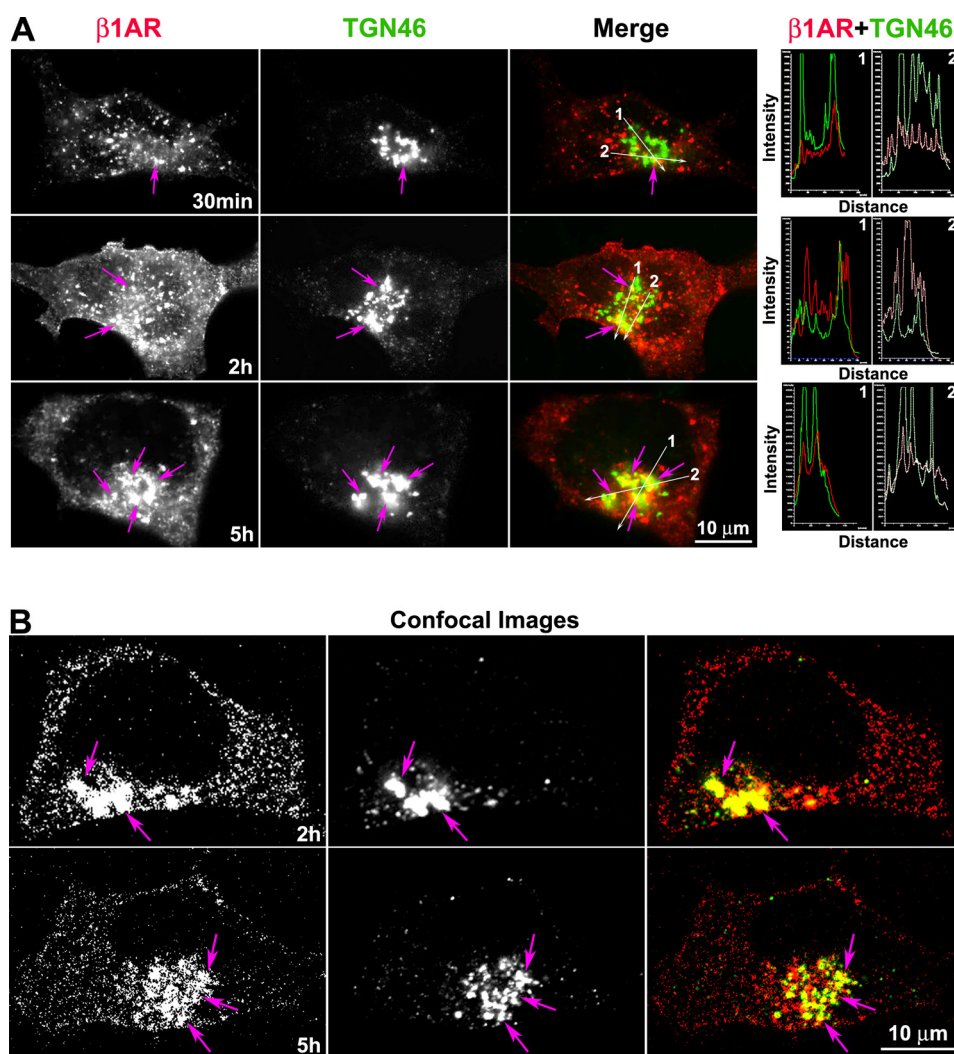 A
β1AR TGN46 Merge β1AR+TGN46
1
2
30min
1 2
Intensity
Distance
1
2
2h
1 2
Intensity
Distance
1
2
5h
10 μm
1 2
Intensity
Distance
B
Confocal Images
2h
5h
10 μm